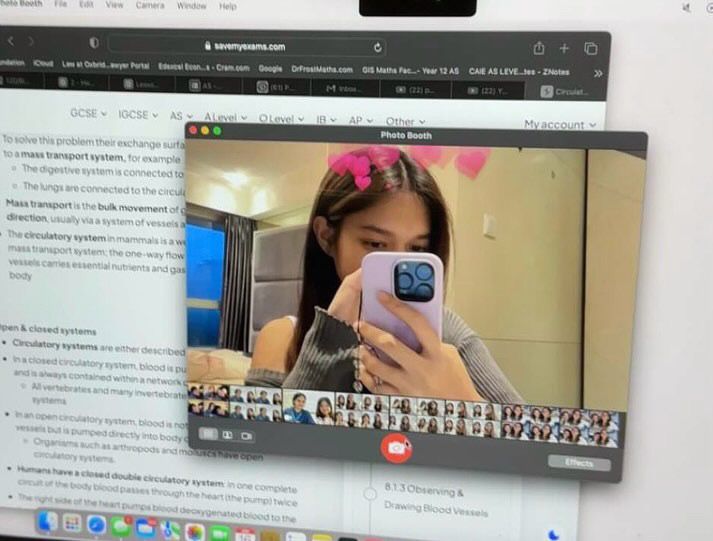 Photo Booth File Edit View Camera Window Help
savemyexams.com
iCloud Law at Oxbrid...awyer Portal Edexcel Econ...s - Cram.com Google DrFrostMaths.com GIS Maths Fac...- Year 12 AS CAIE AS LEVE...tes - ZNotes
Inbox...
Circulat...
GCSE IGCSE AS A Level O Level IB AP Other My account
Photo Booth
To solve this problem their exchange surfa
to a mass transport system, for example
The digestive system is connected to
The lungs are connected to the circul
Mass transport is the bulk movement of
direction, usually via a system of vessels a
The circulatory system in mammals is a we
mass transport system; the one-way flow
vessels carries essential nutrients and gas
body
pen & closed systems
Circulatory systems are either described
In a closed circulatory system, blood is pu
and is always contained within a network
All vertebrates and many invertebrate
systems
In an open circulatory system, blood is not
vessels but is pumped directly into body c
Organisms such as arthropods and molluscs have open
circulatory systems.
Humans have a closed double circulatory system: in one complete
circuit of the body blood passes through the heart (the pump) twice
The right side of the heart pumps blood deoxygenated blood to the
Effects
8.1.3 Observing &
Drawing Blood Vessels